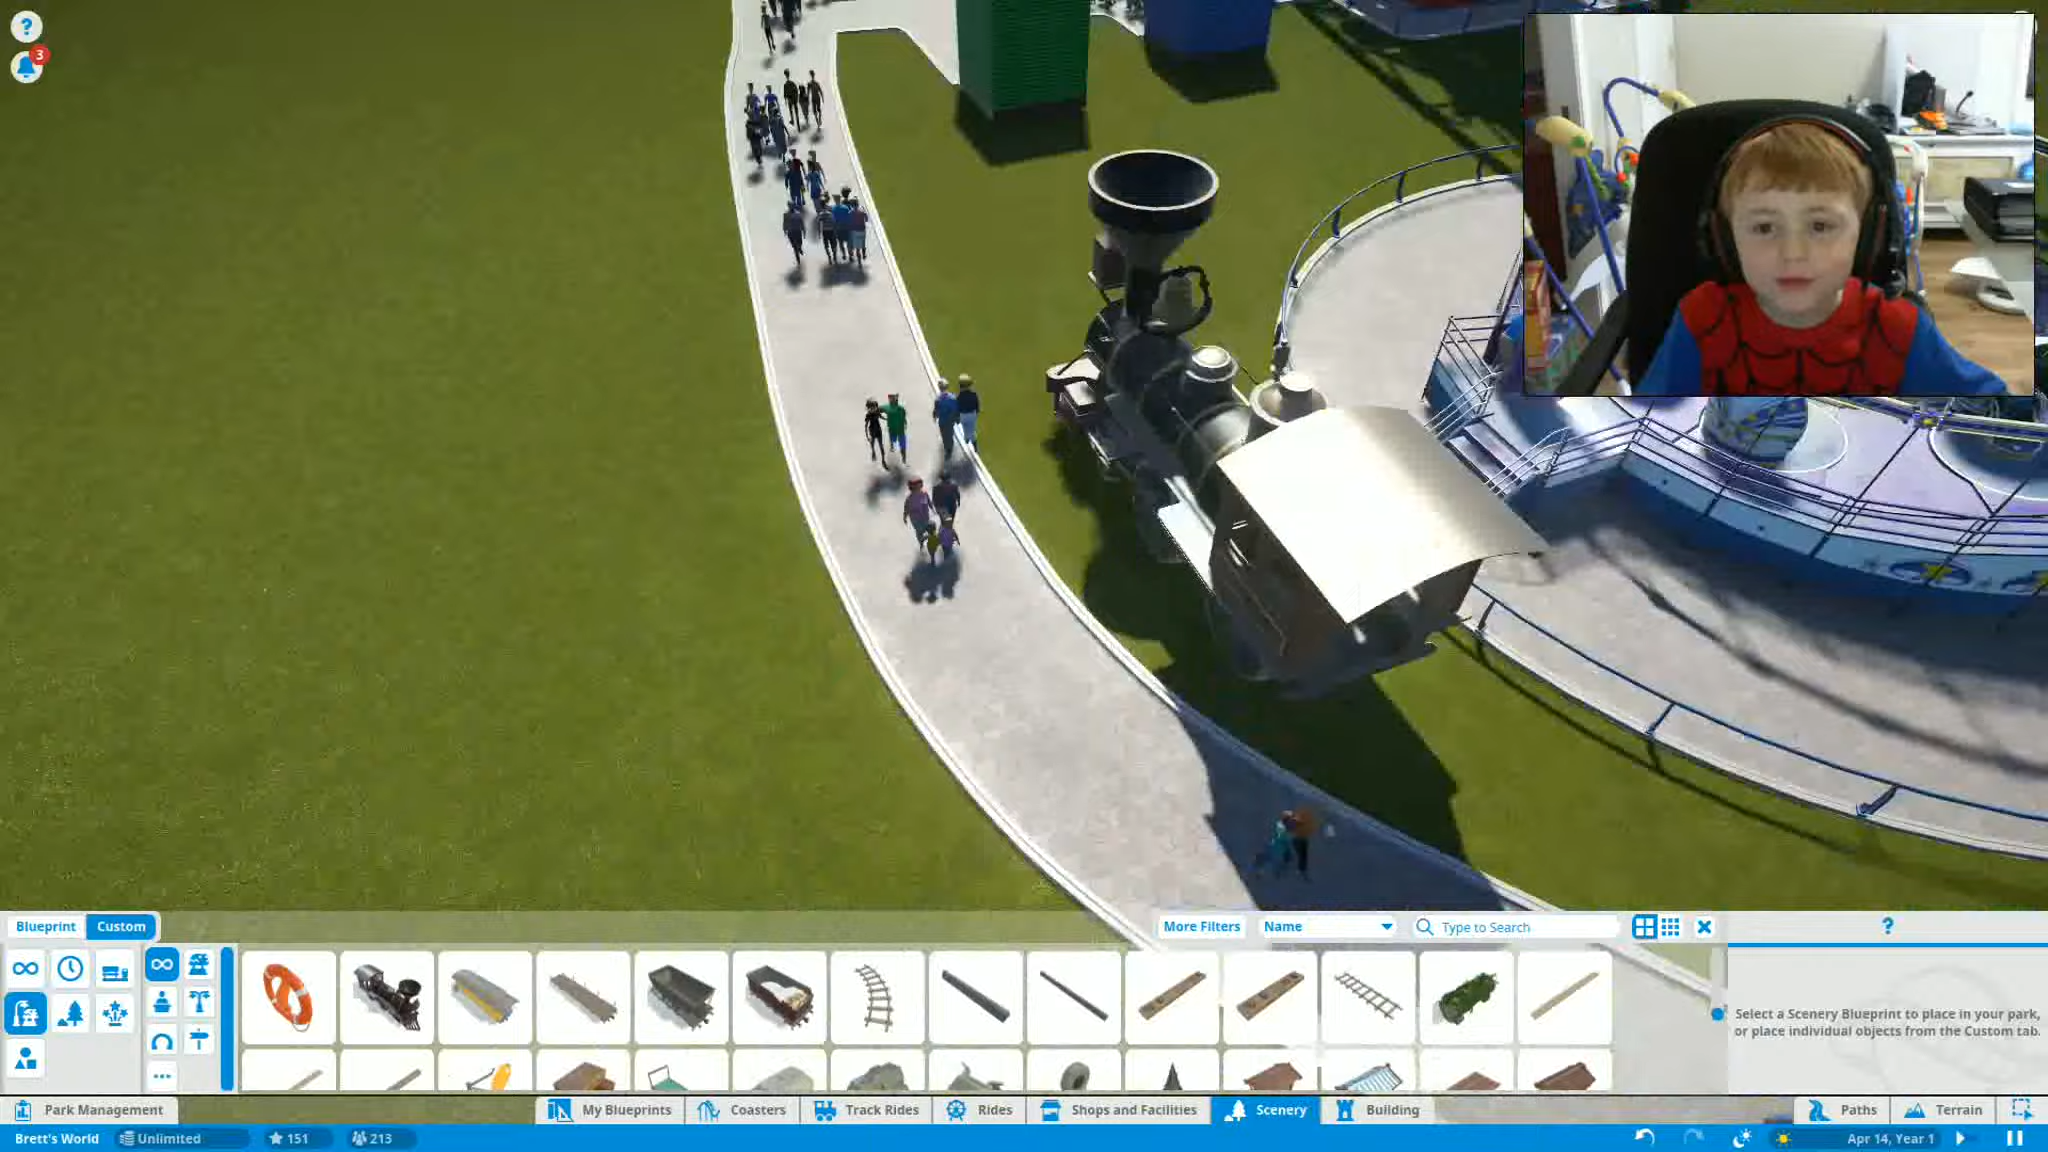 ?
3
Blueprint
Custom
More Filters
Name
Type to Search
?
Select a Scenery Blueprint to place in your park,
or place individual objects from the Custom tab.
Park Management
My Blueprints
Coasters
Track Rides
Rides
Shops and Facilities
Scenery
Building
Paths
Terrain
Brett's World
Unlimited
151
213
Apr 14, Year 1